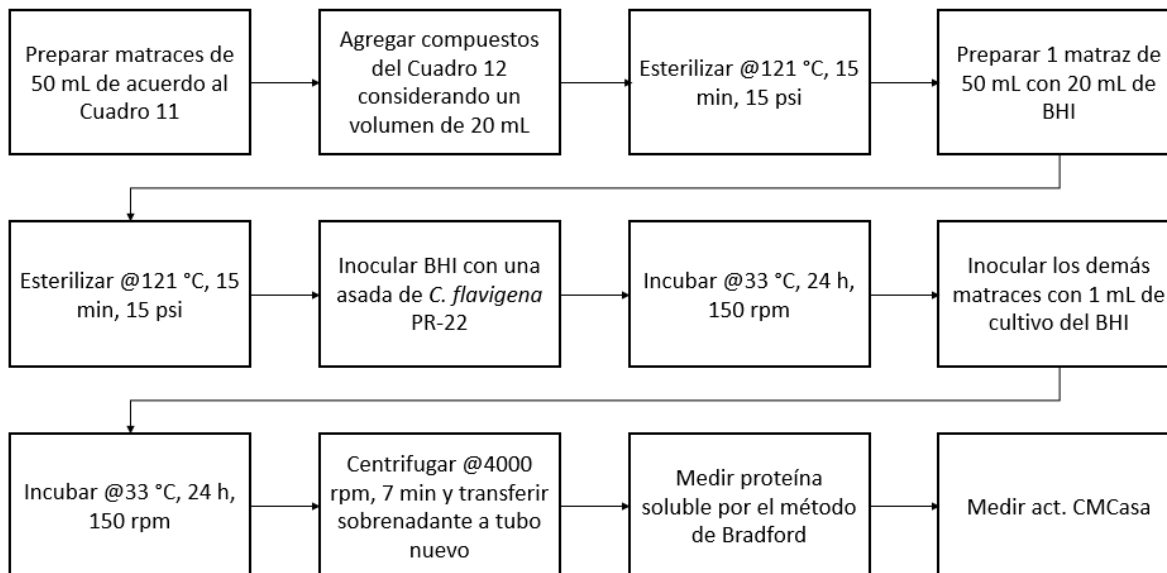 Preparar matraces de
50 mL de acuerdo al
Cuadro 11
Agregar compuestos
del Cuadro 12
considerando un
volumen de 20 mL
Esterilizar @121 °C, 15
min, 15 psi
Preparar 1 matraz de
50 mL con 20 mL de
BHI
Esterilizar @121 °C, 15
min, 15 psi
Inocular BHI con una
asada de C. flavigena
PR-22
Incubar @33 °C, 24 h,
150 rpm
Inocular los demás
matraces con 1 mL de
cultivo del BHI
Incubar @33 °C, 24 h,
150 rpm
Centrifugar @4000
rpm, 7 min y transferir
sobrenadante a tubo
nuevo
Medir proteína
soluble por el método
de Bradford
Medir act. CMCasa